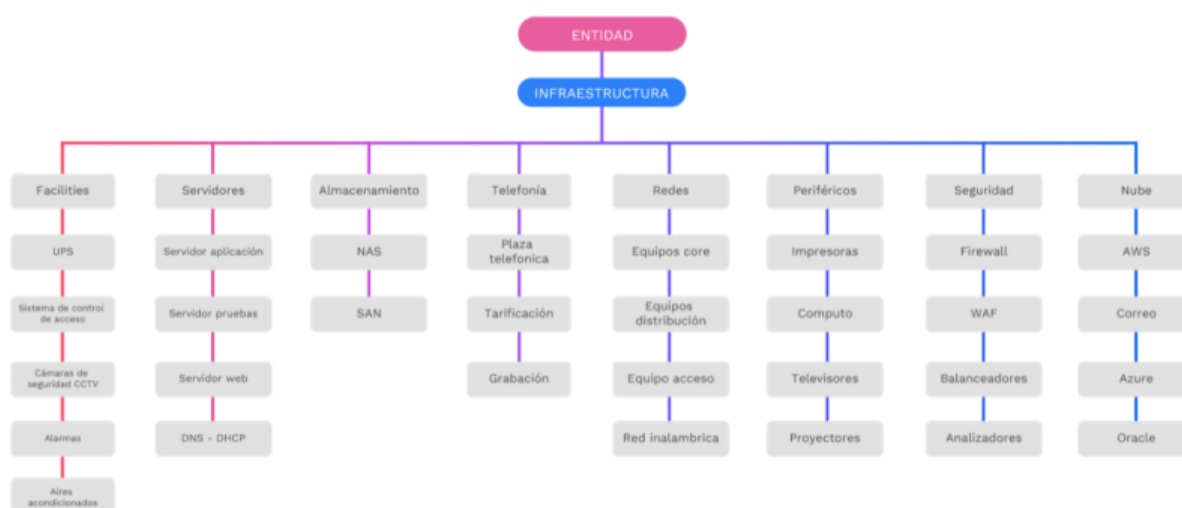 ENTIDAD
INFRAESTRUCTURA
Facilities
Servidores
Almacenamiento
Telefonía
Redes
Periféricos
Seguridad
Nube
UPS
Servidor aplicación
NAS
Plaza
telefonica
Equipos core
Impresoras
Firewall
AWS
Sistema de control
de acceso
Servidor pruebas
SAN
Tarificación
Equipos
distribución
Computo
WAF
Correo
Cámaras de
seguridad CCTV
Servidor web
Grabación
Equipo acceso
Televisores
Balanceadores
Azure
Alarmas
DNS - DHCP
Red inalambrica
Proyectores
Analizadores
Oracle
Aires
acondicionados